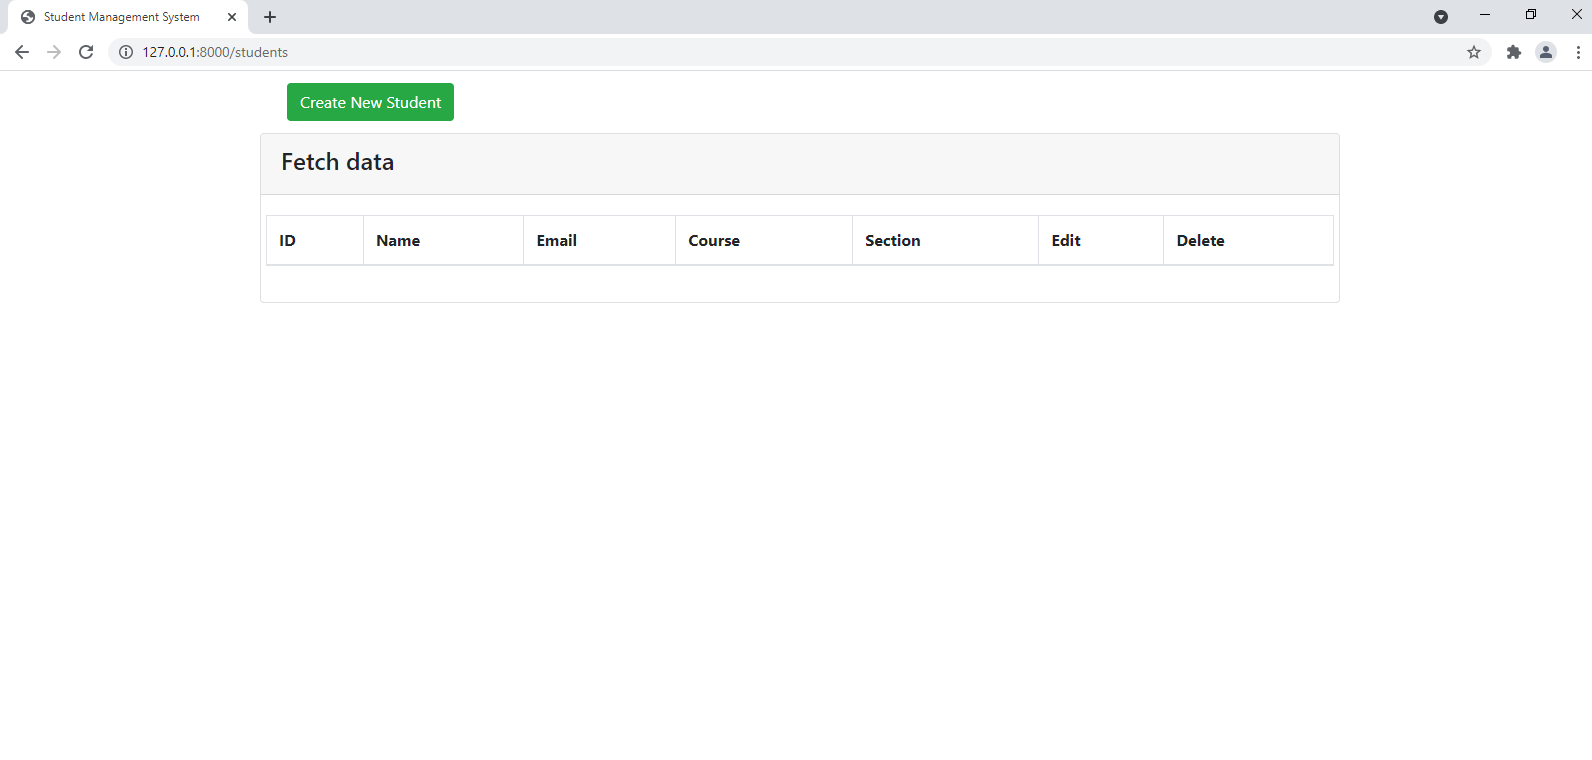 Student Management System
127.0.0.1:8000/students
Create New Student
Fetch data
ID Name Email Course Section Edit Delete